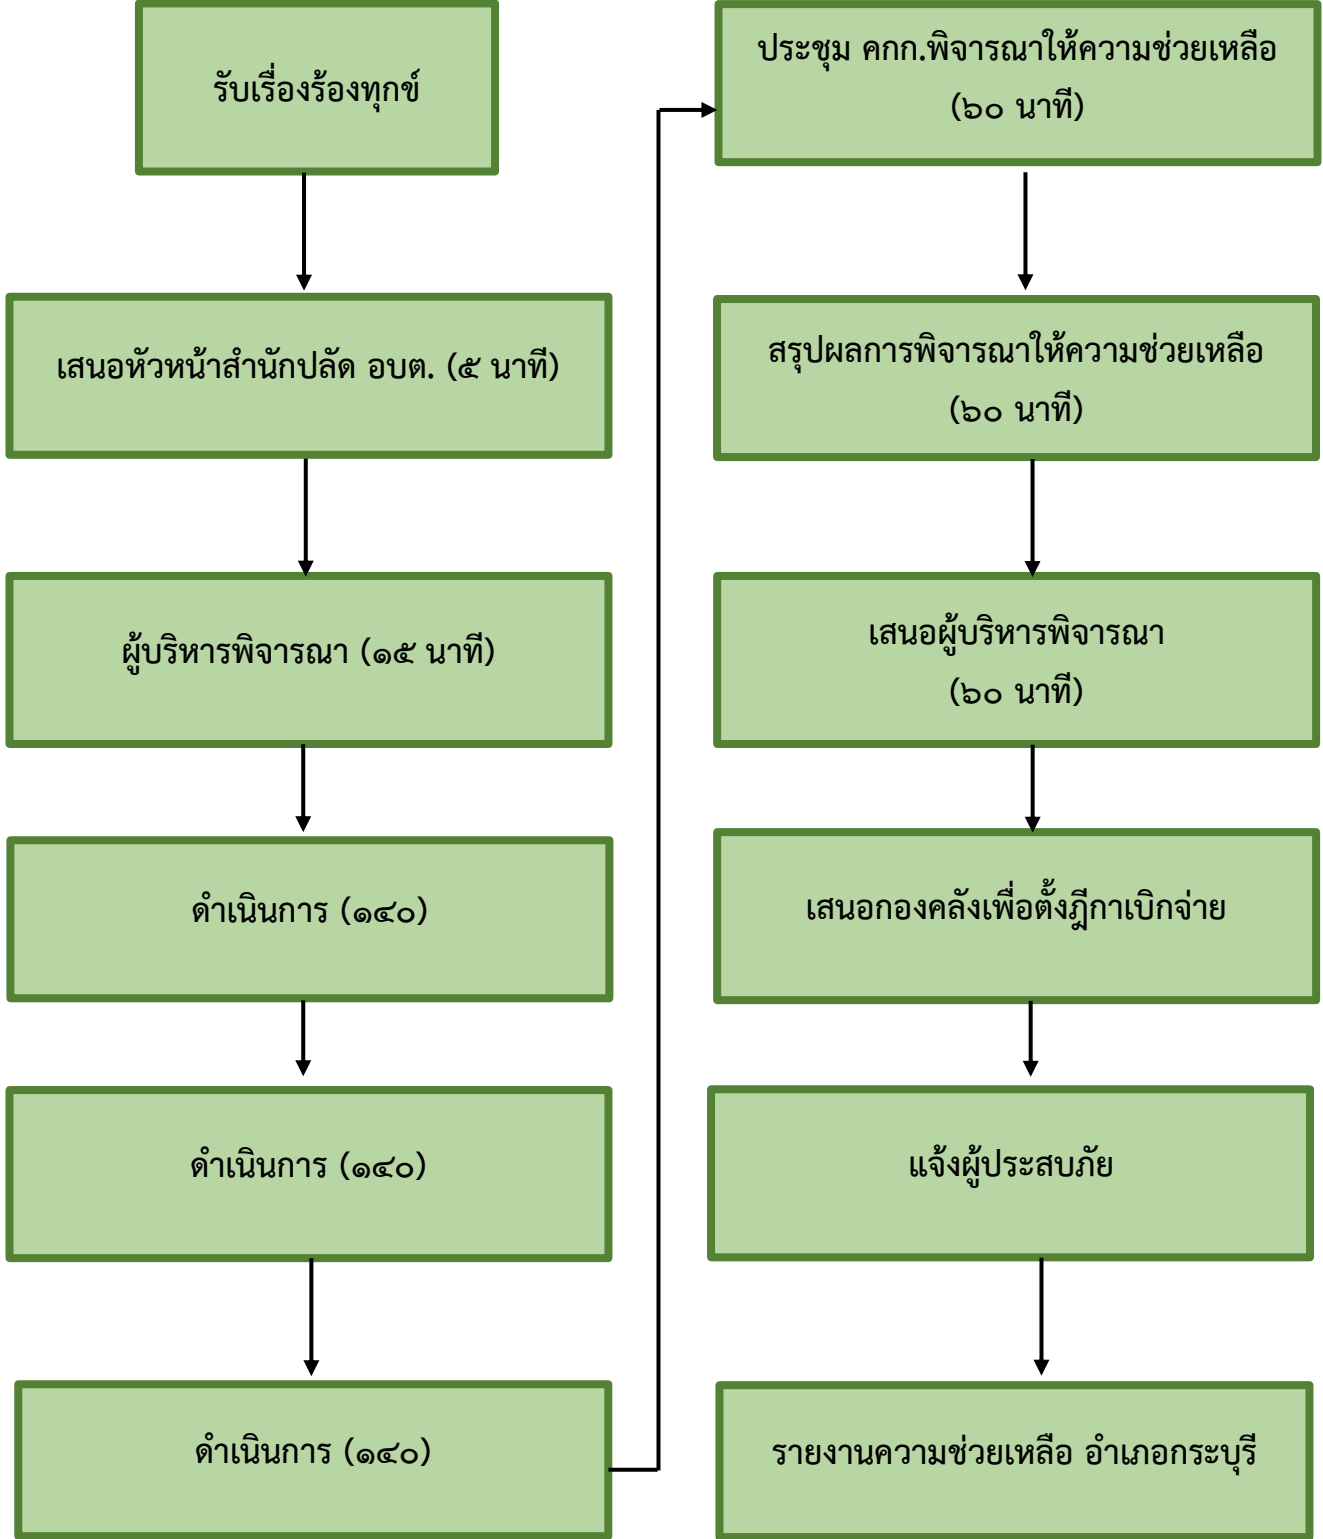 รับเรื่องร้องทุกข์
เสนอหัวหน้าสำนักปลัด อบต. (๕ นาที)
ผู้บริหารพิจารณา (๑๕ นาที)
ดำเนินการ (๑๔๐)
ดำเนินการ (๑๔๐)
ดำเนินการ (๑๔๐)
ประชุม คกก.พิจารณาให้ความช่วยเหลือ
(๖๐ นาที)
สรุปผลการพิจารณาให้ความช่วยเหลือ
(๖๐ นาที)
เสนอผู้บริหารพิจารณา
(๖๐ นาที)
เสนอกองคลังเพื่อตั้งฎีกาเบิกจ่าย
แจ้งผู้ประสบภัย
รายงานความช่วยเหลือ อำเภอกระบุรี